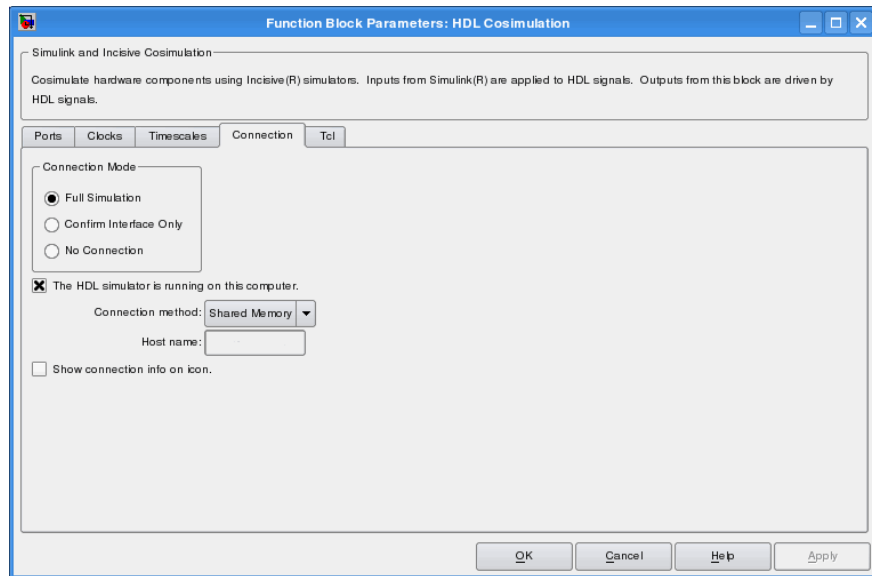 Function Block Parameters: HDL Cosimulation
Simulink and Incisive Cosimulation
Cosimulate hardware components using Incisive(R) simulators. Inputs from Simulink(R) are applied to HDL signals. Outputs from this block are driven by
HDL signals.
Ports Clocks Timescales Connection Tcl
Connection Mode
Full Simulation
Confirm Interface Only
No Connection
The HDL simulator is running on this computer.
Connection method: Shared Memory
Host name:
Show connection info on icon.
OK Cancel Help Apply